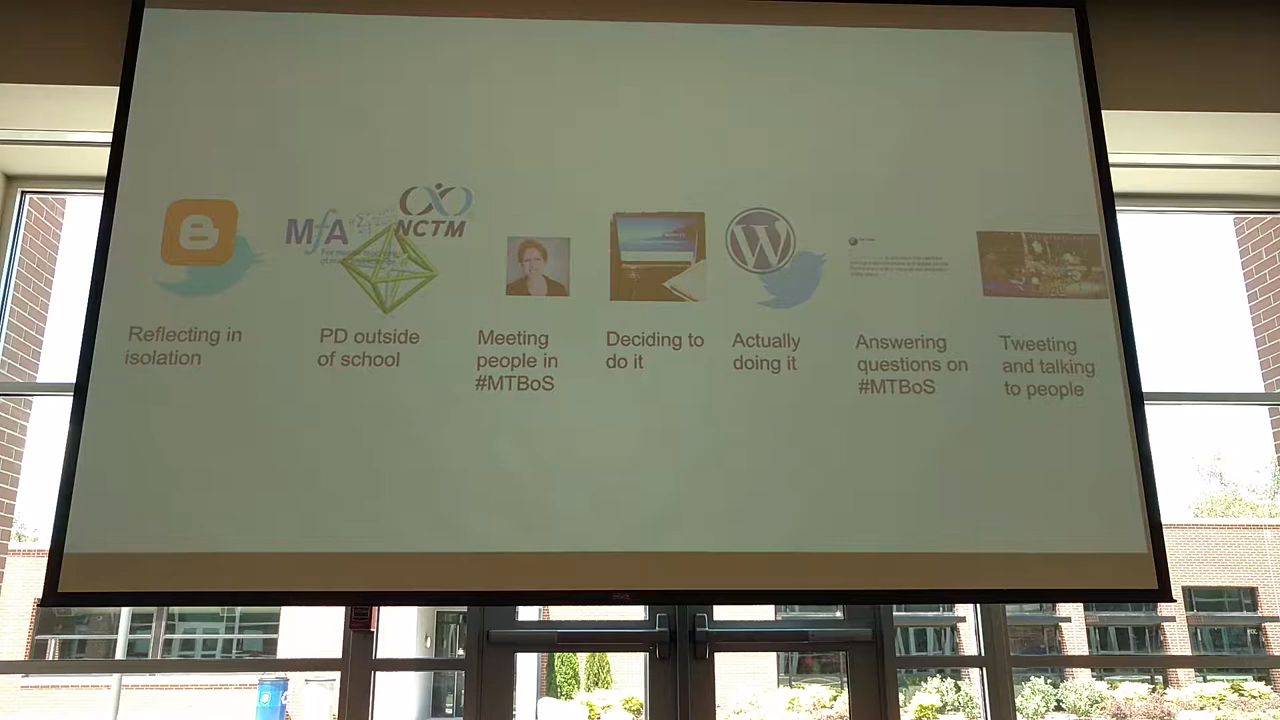 MfA
NCTM
Reflecting in
isolation
PD outside
of school
Meeting
people in
#MTBoS
Deciding to
do it
Actually
doing it
Answering
questions on
#MTBoS
Tweeting
and talking
to people